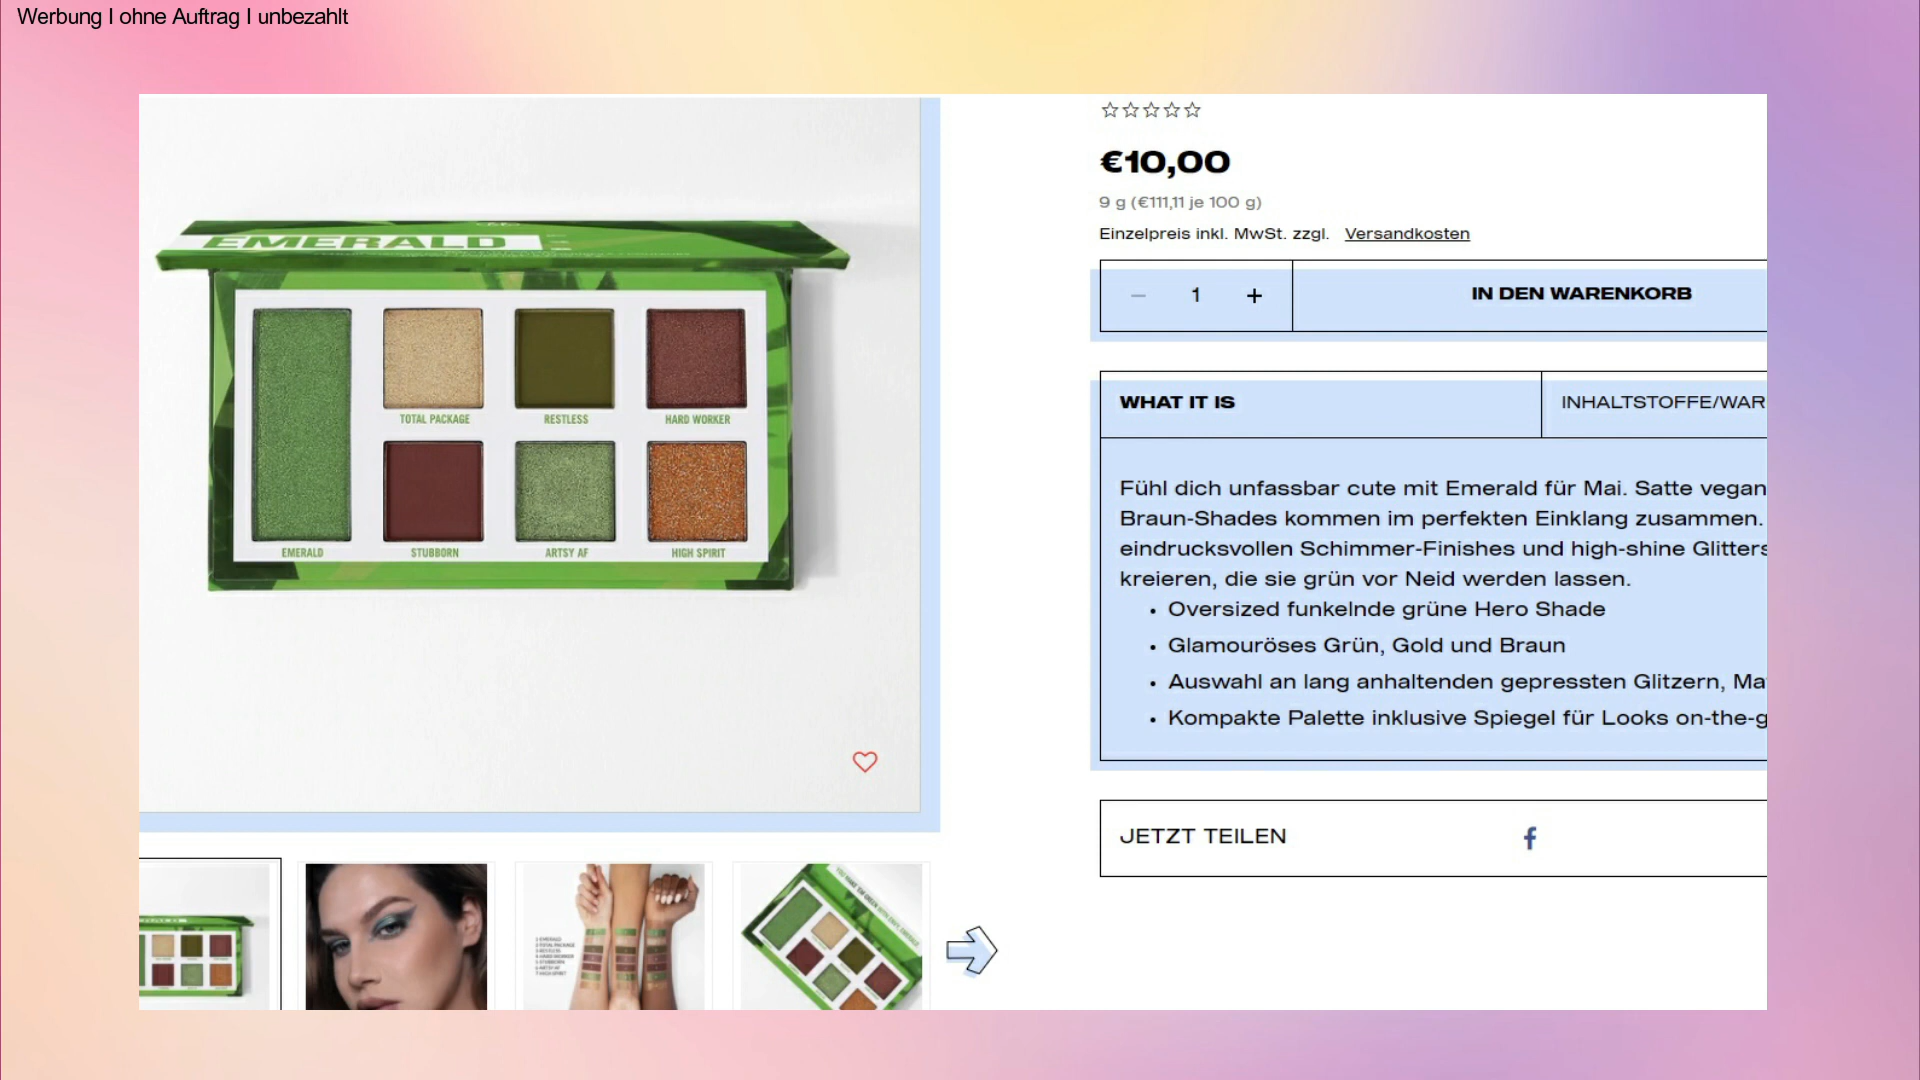 Werbung I ohne Auftrag I unbezahlt
EMERALD
TOTAL PACKAGE
RESTLESS
HARD WORKER
EMERALD
STUBBORN
ARTSY AF
HIGH SPIRIT
€10,00
9 g (€111,11 je 100 g)
Einzelpreis inkl. MwSt. zzgl. Versandkosten
1
IN DEN WARENKORB
WHAT IT IS
INHALTSTOFFE/WAR
Fühl dich unfassbar cute mit Emerald für Mai. Satte vegan
Braun-Shades kommen im perfekten Einklang zusammen.
eindrucksvollen Schimmer-Finishes und high-shine Glitters
kreieren, die sie grün vor Neid werden lassen.
• Oversized funkelnde grüne Hero Shade
• Glamouröses Grün, Gold und Braun
• Auswahl an lang anhaltenden gepressten Glitzern, Ma
• Kompakte Palette inklusive Spiegel für Looks on-the-g
JETZT TEILEN